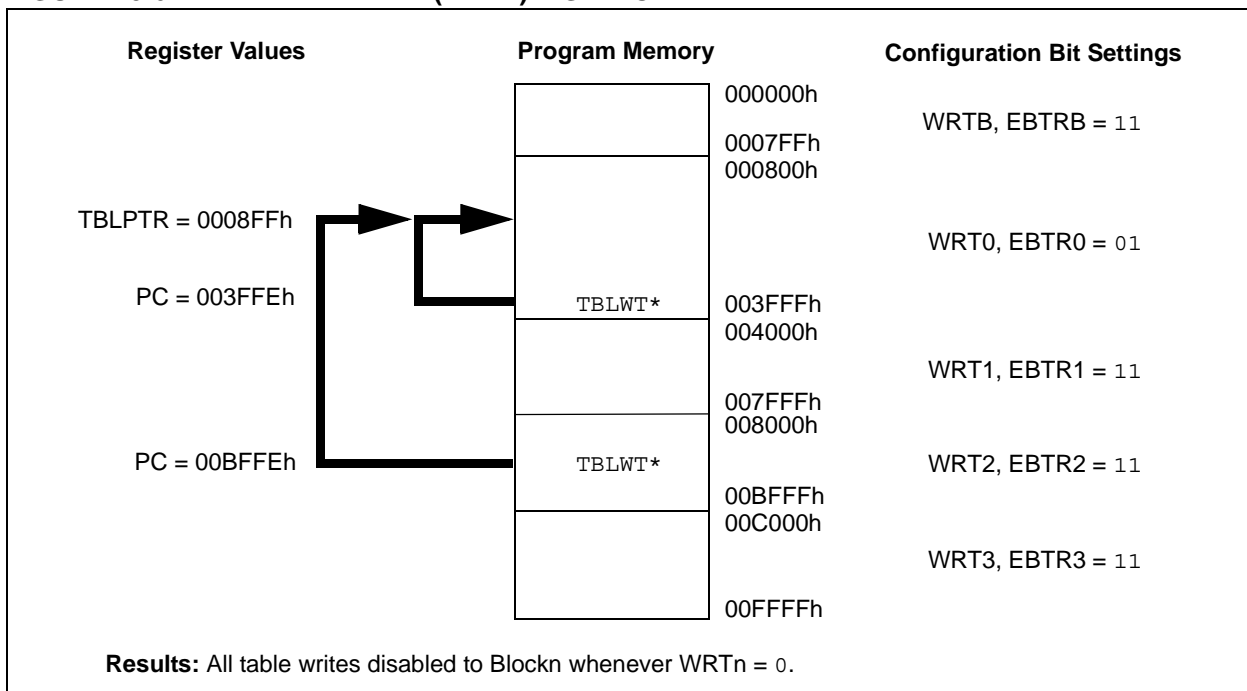 Register Values Program Memory Configuration Bit Settings
000000h
WRTB, EBTRB = 11
0007FFh
000800h
TBLPTR = 0008FFh
WRT0, EBTR0 = 01
PC = 003FFEh TBLWT* 003FFFh
004000h
WRT1, EBTR1 = 11
007FFFh
008000h
PC = 00BFFEh TBLWT* WRT2, EBTR2 = 11
00BFFFh
00C000h
WRT3, EBTR3 = 11
00FFFFh
Results: All table writes disabled to Blockn whenever WRTn = 0.